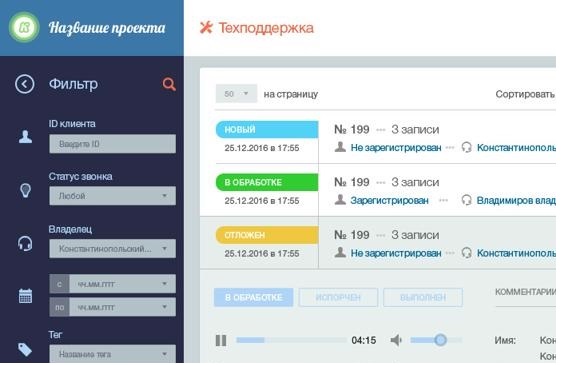 Название проекта
Техподдержка
Фильтр
50 на страницу
Сортировать
ID клиента
Введите ID
НОВЫЙ
№ 199 ··· 3 записи
25.12.2016 в 17:55
Не зарегистрирован ···
Константинополь
Статус звонка
Любой
В ОБРАБОТКЕ
№ 199 ··· 3 записи
25.12.2016 в 17:55
Зарегистрирован ···
Владимиров влад
Владелец
Константинопольский...
ОТЛОЖЕН
№ 199 ··· 3 записи
25.12.2016 в 17:55
Не зарегистрирован ···
Константинополь
с чч.мм.гггг
по чч.мм.гггг
В ОБРАБОТКЕ
ИСПОРЧЕН
ВЫПОЛНЕН
КОММЕНТАРИИ
Тег
Название тега
04:15
Имя:
Кон
Кон